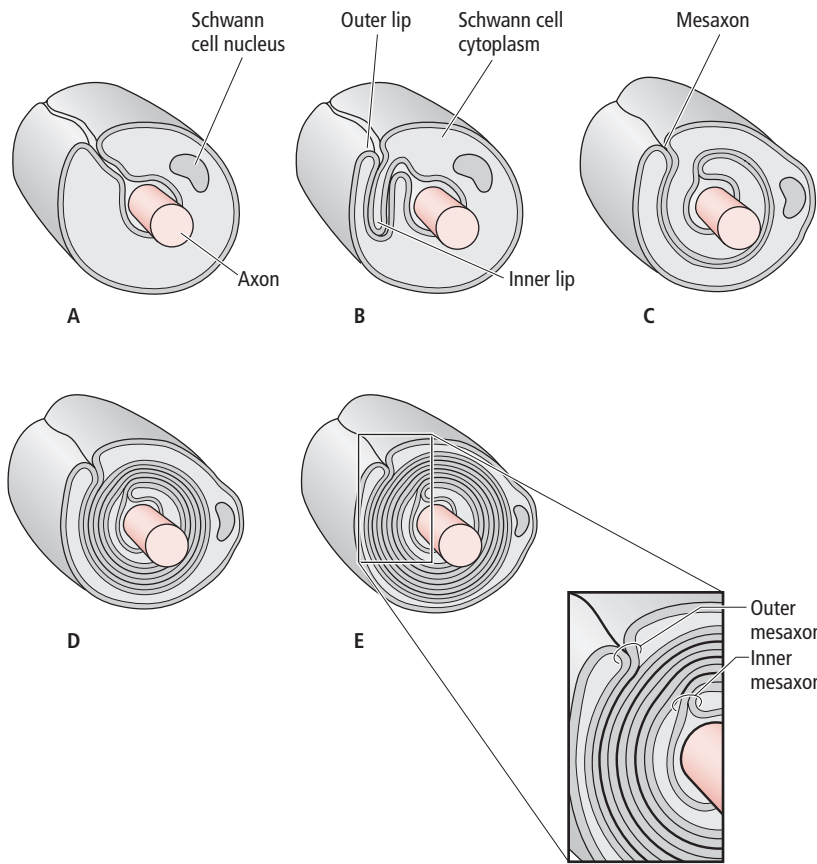 Schwann
cell nucleus
Outer lip
Schwann cell
cytoplasm
Mesaxon
Axon
Inner lip
A
B
C
D
E
Outer
mesaxon
Inner
mesaxon